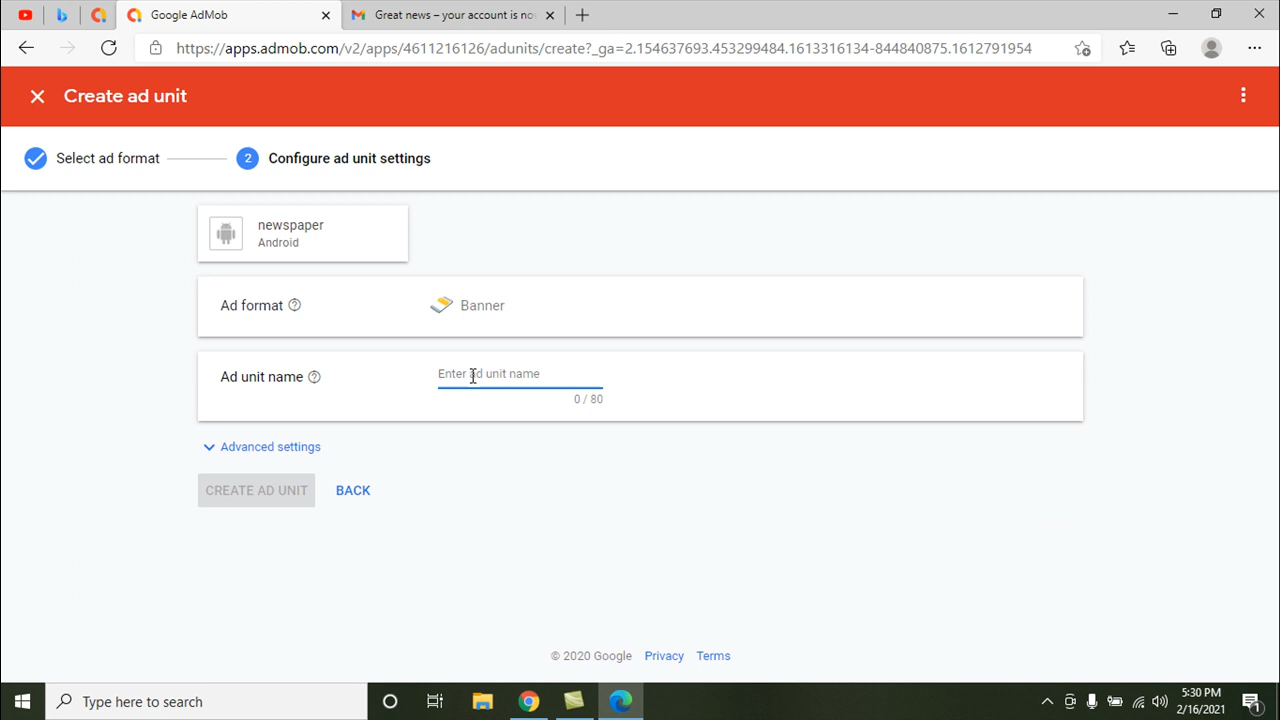 Google AdMob
Great news – your account is no
https://apps.admob.com/v2/apps/4611216126/adunits/create?_ga=2.154637693.453299484.1613316134-844840875.1612791954
Create ad unit
Select ad format
2 Configure ad unit settings
newspaper
Android
Ad format
Banner
Ad unit name
Enter ad unit name
0 / 80
Advanced settings
CREATE AD UNIT
BACK
© 2020 Google Privacy Terms
Type here to search
5:30 PM
2/16/2021
1